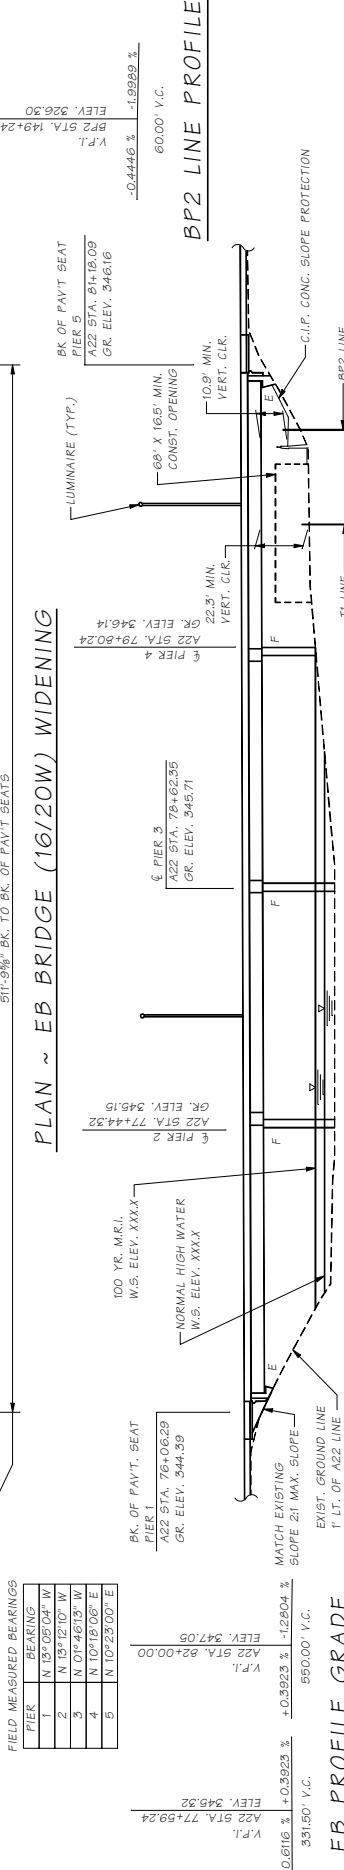 511'-9⅝" BK. TO BK. OF PAV'T SEATS
PLAN ~ EB BRIDGE (16/20W) WIDENING
FIELD MEASURED BEARINGS
PIER BEARING
1 N 13°05'04" W
2 N 13°12'10" W
3 N 01°46'13" W
4 N 10°18'06" E
5 N 10°23'00" E
BK. OF PAV'T. SEAT
PIER 1
A22 STA. 76+06.29
GR. ELEV. 344.39
100 YR. M.R.I.
W.S. ELEV. XXX.X
NORMAL HIGH WATER
W.S. ELEV. XXX.X
℄ PIER 2
A22 STA. 77+44.32
GR. ELEV. 345.15
℄ PIER 3
A22 STA. 78+62.35
GR. ELEV. 345.71
℄ PIER 4
A22 STA. 79+80.24
GR. ELEV. 346.14
LUMINAIRE (TYP.)
BK OF PAV'T SEAT
PIER 5
A22 STA. 81+18.09
GR. ELEV. 346.16
22.3' MIN.
VERT. CLR.
68' X 16.5' MIN.
CONST. OPENING
10.9' MIN.
VERT. CLR.
C.I.P. CONC. SLOPE PROTECTION
E
F
F
F
E
MATCH EXISTING
SLOPE 2:1 MAX. SLOPE
EXIST. GROUND LINE
1' LT. OF A22 LINE
T1 LINE
BP2 LINE
V.P.I.
A22 STA. 77+59.24
ELEV. 345.32
0.6116 % +0.3923 %
331.50' V.C.
V.P.I.
A22 STA. 82+00.00
ELEV. 347.05
+0.3923 % -1.2804 %
550.00' V.C.
EB PROFILE GRADE
V.P.I.
BP2 STA. 149+24
ELEV. 326.30
-0.4446 % -1.9989 %
60.00' V.C.
BP2 LINE PROFILE